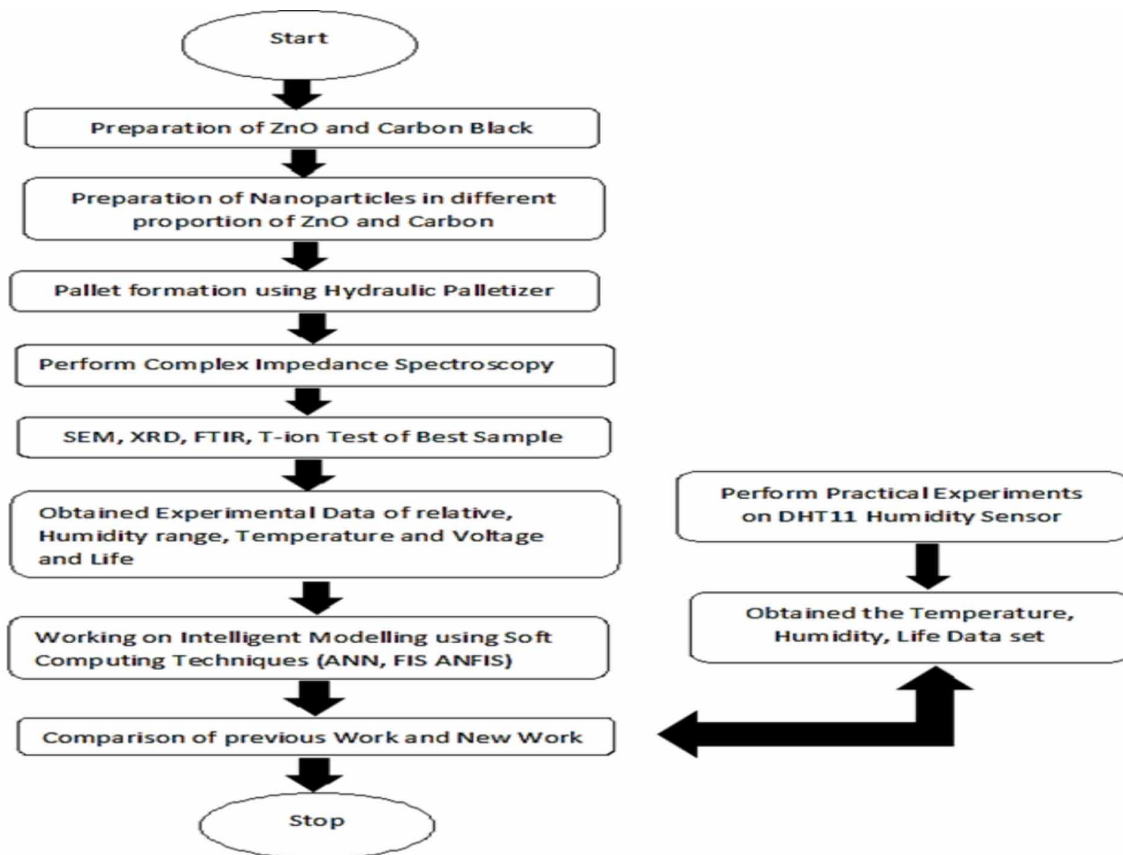 Start
Preparation of ZnO and Carbon Black
Preparation of Nanoparticles in different
proportion of ZnO and Carbon
Pallet formation using Hydraulic Palletizer
Perform Complex Impedance Spectroscopy
SEM, XRD, FTIR, T-ion Test of Best Sample
Obtained Experimental Data of relative,
Humidity range, Temperature and Voltage
and Life
Working on Intelligent Modelling using Soft
Computing Techniques (ANN, FIS ANFIS)
Comparison of previous Work and New Work
Stop
Perform Practical Experiments
on DHT11 Humidity Sensor
Obtained the Temperature,
Humidity, Life Data set